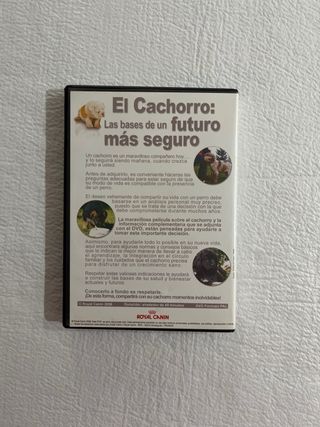 El Cachorro:
Las bases de un futuro
más seguro
Un cachorro es un maravilloso compañero hoy...
y lo seguirá siendo mañana, cuando crezca
junto a usted.
Antes de adquirirlo, es conveniente hacerse las
preguntas adecuadas para estar seguro de que
su modo de vida es compatible con la presencia
de un perro.
El deseo vehemente de compartir su vida con un perro debe
basarse en un análisis personal muy preciso,
puesto que se trata de una decisión con la que
debe comprometerse durante muchos años.
La maravillosa película sobre el cachorro y la
información complementaria que se adjunta
con el DVD, están pensadas para ayudarle a
tomar esta importante decisión.
Asimismo, para ayudarle todo lo posible en su nueva vida,
aquí encontrará algunas normas y consejos básicos
que le indican la mejor manera de llevar a cabo
el aprendizaje, la integración en el círculo
familiar y los cuidados que el cachorro precisa
para disfrutar de un crecimiento sano.
Respetar estas valiosas indicaciones le ayudará
a construir las bases de su salud y bienestar
actuales y futuros.
Conocerlo a fondo es respetarlo.
¡De esta forma, compartirá con su cachorro momentos inolvidables!
© Royal Canin
DVD Formato PAL
ROYAL CANIN